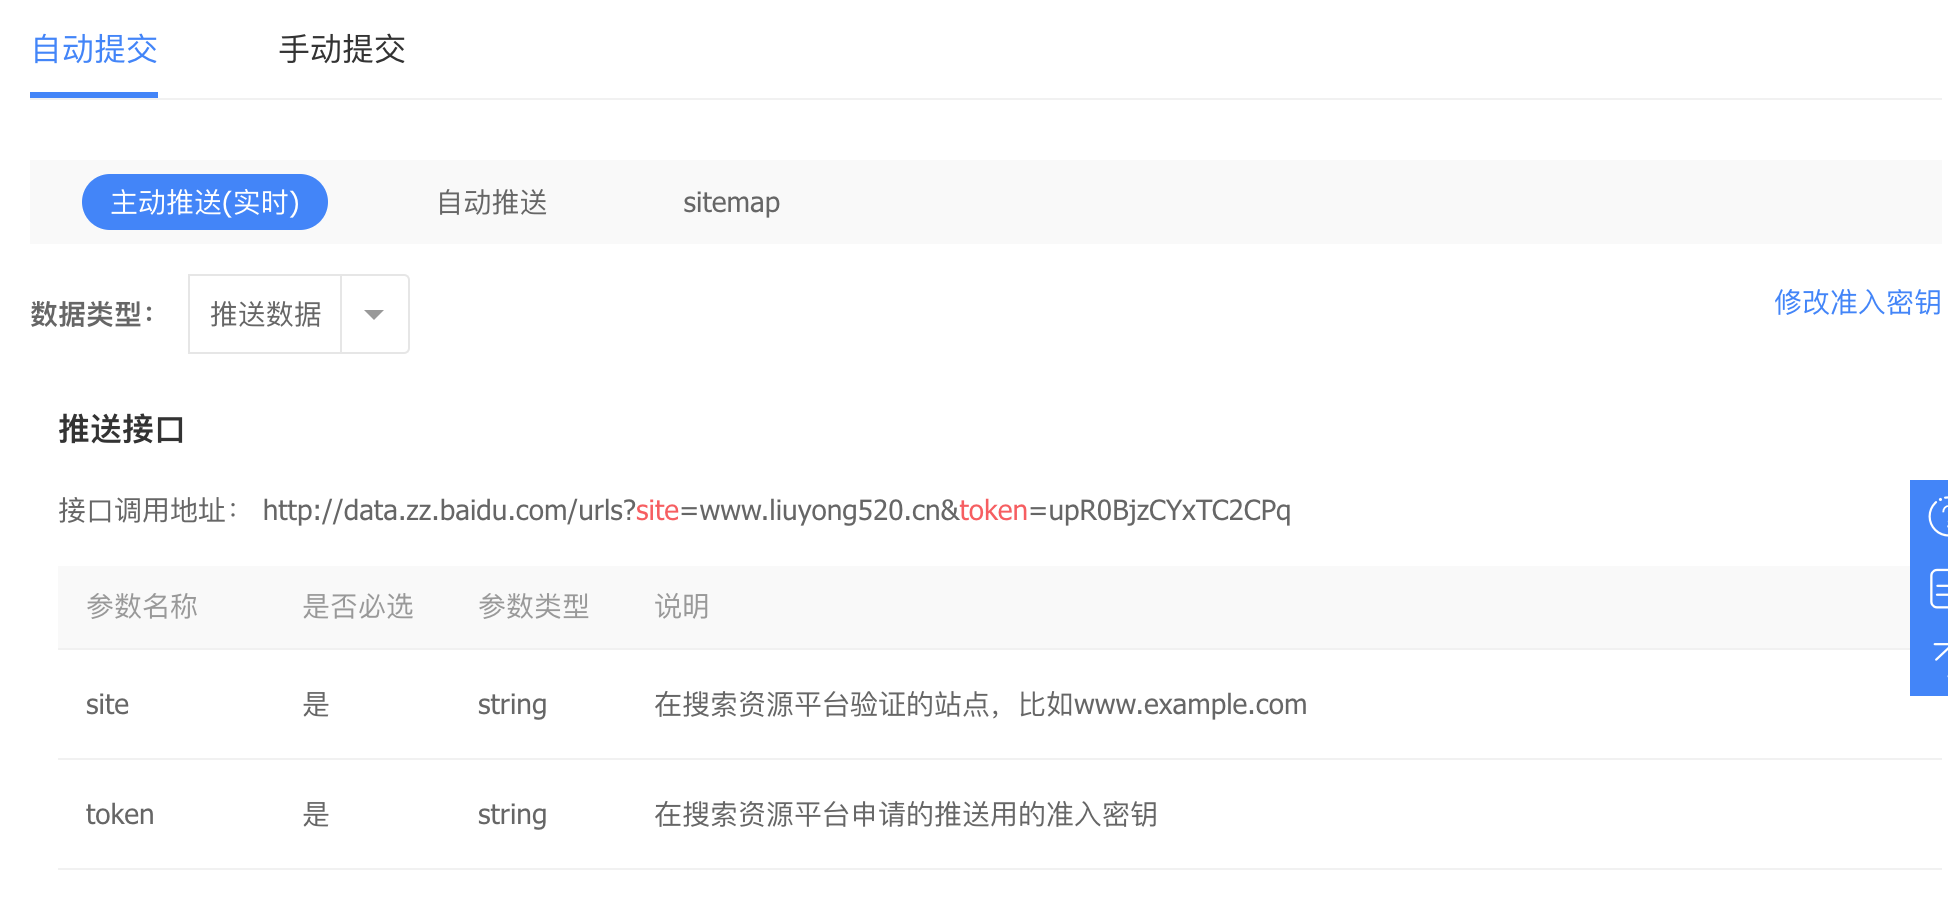 自动提交 手动提交
主动推送(实时) 自动推送 sitemap
数据类型： 推送数据 修改准入密钥
推送接口
接口调用地址： http://data.zz.baidu.com/urls?site=www.liuyong520.cn&token=upR0BjzCYxTC2CPq
参数名称 是否必选 参数类型 说明
site 是 string 在搜索资源平台验证的站点，比如www.example.com
token 是 string 在搜索资源平台申请的推送用的准入密钥